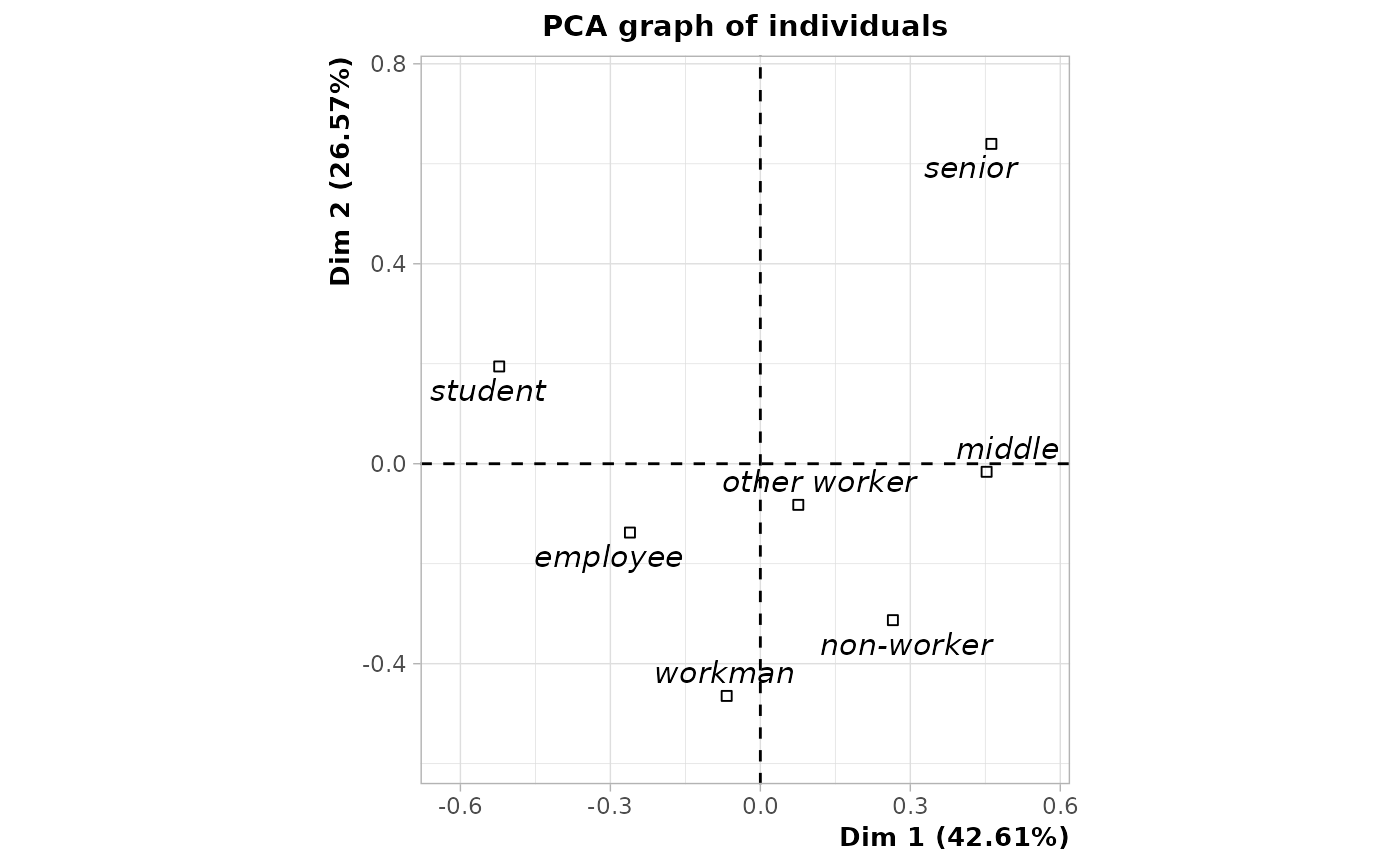 PCA graph of individuals
Dim 2 (26.57%)
0.8
0.4
0.0
-0.4
senior
student
middle
other worker
employee
non-worker
workman
-0.6
-0.3
0.0
0.3
0.6
Dim 1 (42.61%)